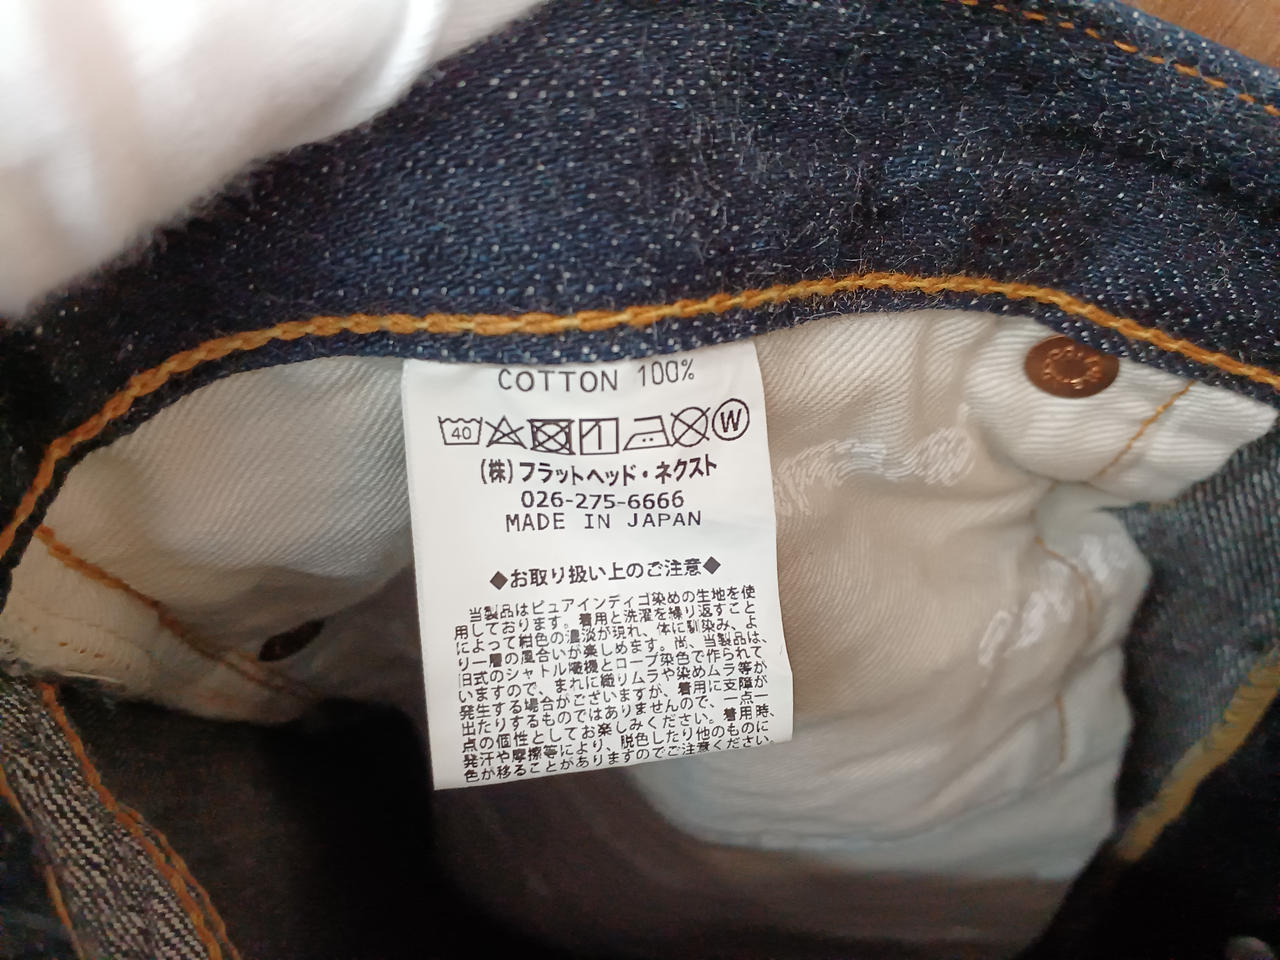 COTTON 100%
40
W
(株)フラットヘッド・ネクスト
026-275-6666
MADE IN JAPAN
◆お取り扱い上のご注意◆
当製品はピュアインディゴ染めの生地を使
用しております。着用と洗濯を繰り返すこと
によって紺色の濃淡が現れ、体に馴染み、よ
り一層の風合いが楽しめます。尚、当製品は、
旧式のシャトル織機とロープ染色で作られて
いますので、まれに織りムラや染めムラ等が
発生する場合がございますが、着用に支障が
出たりするものではありませんので、一点一
点の個性としてお楽しみください。着用時、
発汗や摩擦等により、脱色したり他のものに、
色が移ることがありますのでご注意ください。